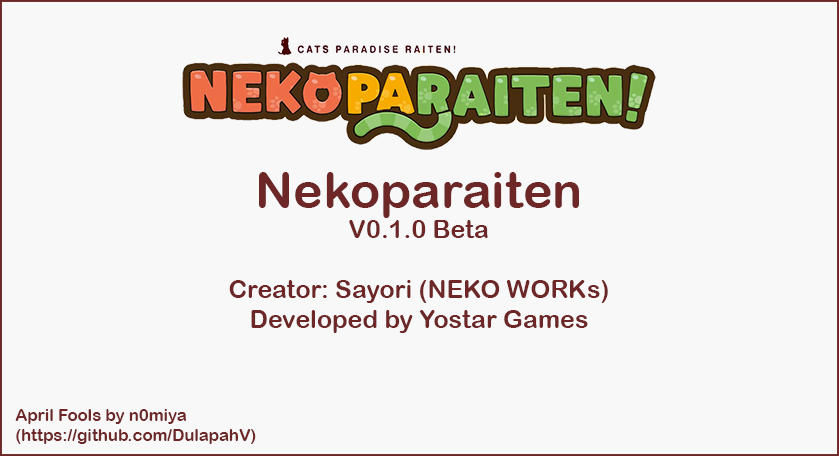 CATS PARADISE RAITEN!
NEKOPARAITEN!
Nekoparaiten
V0.1.0 Beta
Creator: Sayori (NEKO WORKs)
Developed by Yostar Games
April Fools by n0miya
(https://github.com/DulapahV)